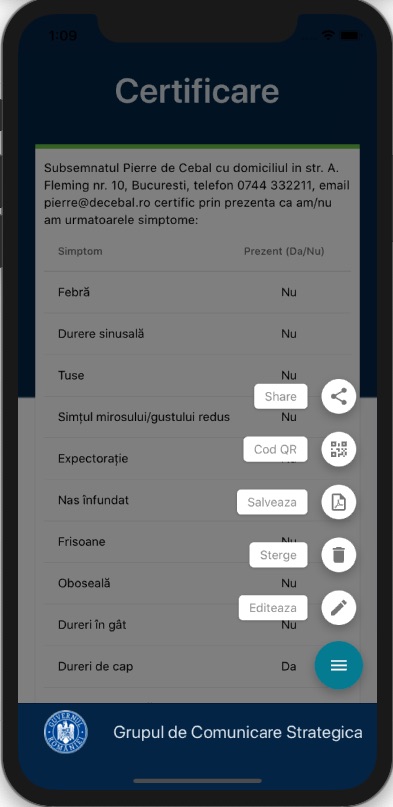 1:09
Certificare
Subsemnatul Pierre de Cebal cu domiciliul in str. A.
Fleming nr. 10, Bucuresti, telefon 0744 332211, email
pierre@decebal.ro certific prin prezenta ca am/nu
am urmatoarele simptome:
Simptom Prezent (Da/Nu)
Febră Nu
Durere sinusală Nu
Tuse Nu
Share
Simțul mirosului/gustului redus Nu
Cod QR
Expectorație
Nas înfundat
Salveaza
Frisoane Nu
Sterge
Oboseală Nu
Editeaza
Dureri în gât Nu
Dureri de cap Da
GUVERNUL ROMÂNIEI
Grupul de Comunicare Strategica